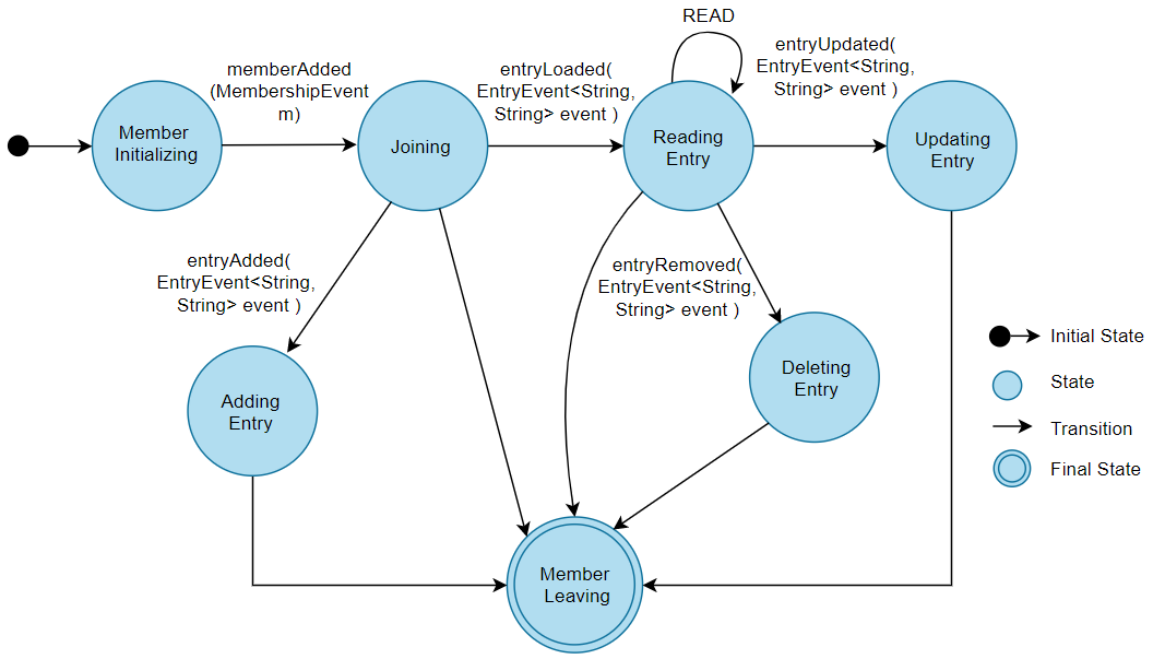 READ
memberAdded
(MembershipEvent
m)
entryLoaded(
EntryEvent<String,
String> event )
entryUpdated(
EntryEvent<String,
String> event )
Member
Initializing
Joining
Reading
Entry
Updating
Entry
entryAdded(
EntryEvent<String,
String> event )
entryRemoved(
EntryEvent<String,
String> event )
Adding
Entry
Deleting
Entry
Member
Leaving
Initial State
State
Transition
Final State